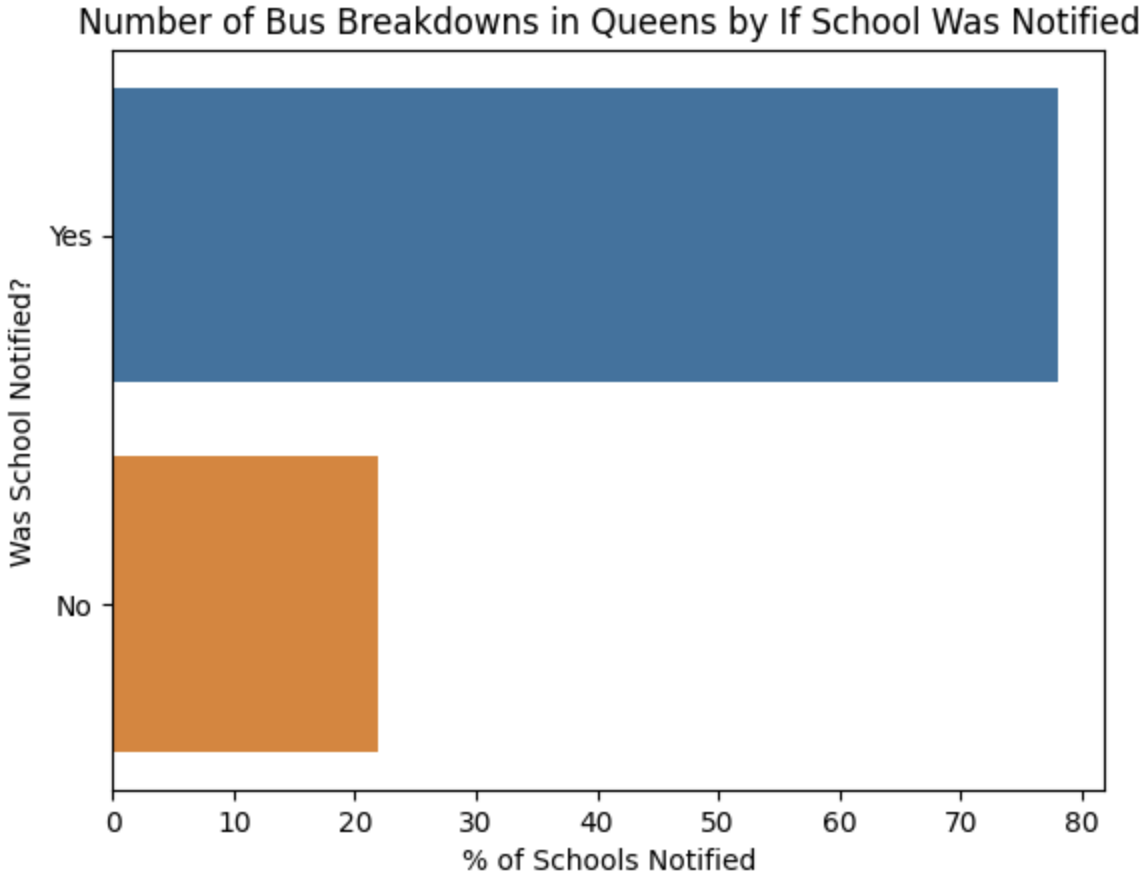 Number of Bus Breakdowns in Queens by If School Was Notified
Was School Notified?
Yes
No
0 10 20 30 40 50 60 70 80
% of Schools Notified